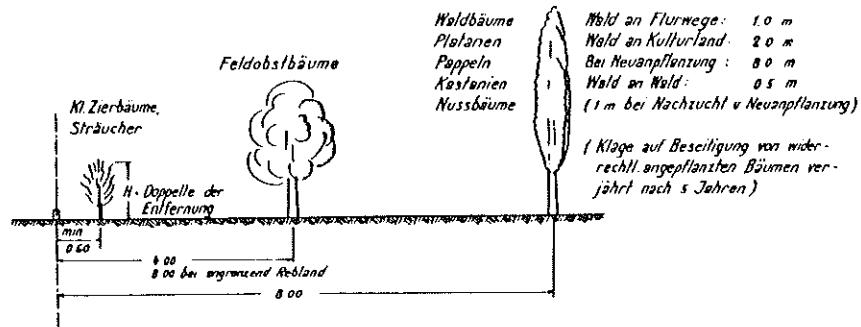 Kl. Zierbäume,
Sträucher
H = Doppelte der
Entfernung
min
0.60
Feldobstbäume
4.00
8.00 bei angrenzend Rebland
8.00
Waldbäume
Platanen
Pappeln
Kastanien
Nussbäume
Wald an Flurwege: 1.0 m
Wald an Kulturland: 2.0 m
Bei Neuanpflanzung: 8.0 m
Wald an Wald: 0.5 m
(1 m bei Nachzucht u Neuanpflanzung)
(Klage auf Beseitigung von wider-
rechtl. angepflanzten Bäumen ver-
jährt nach 5 Jahren)